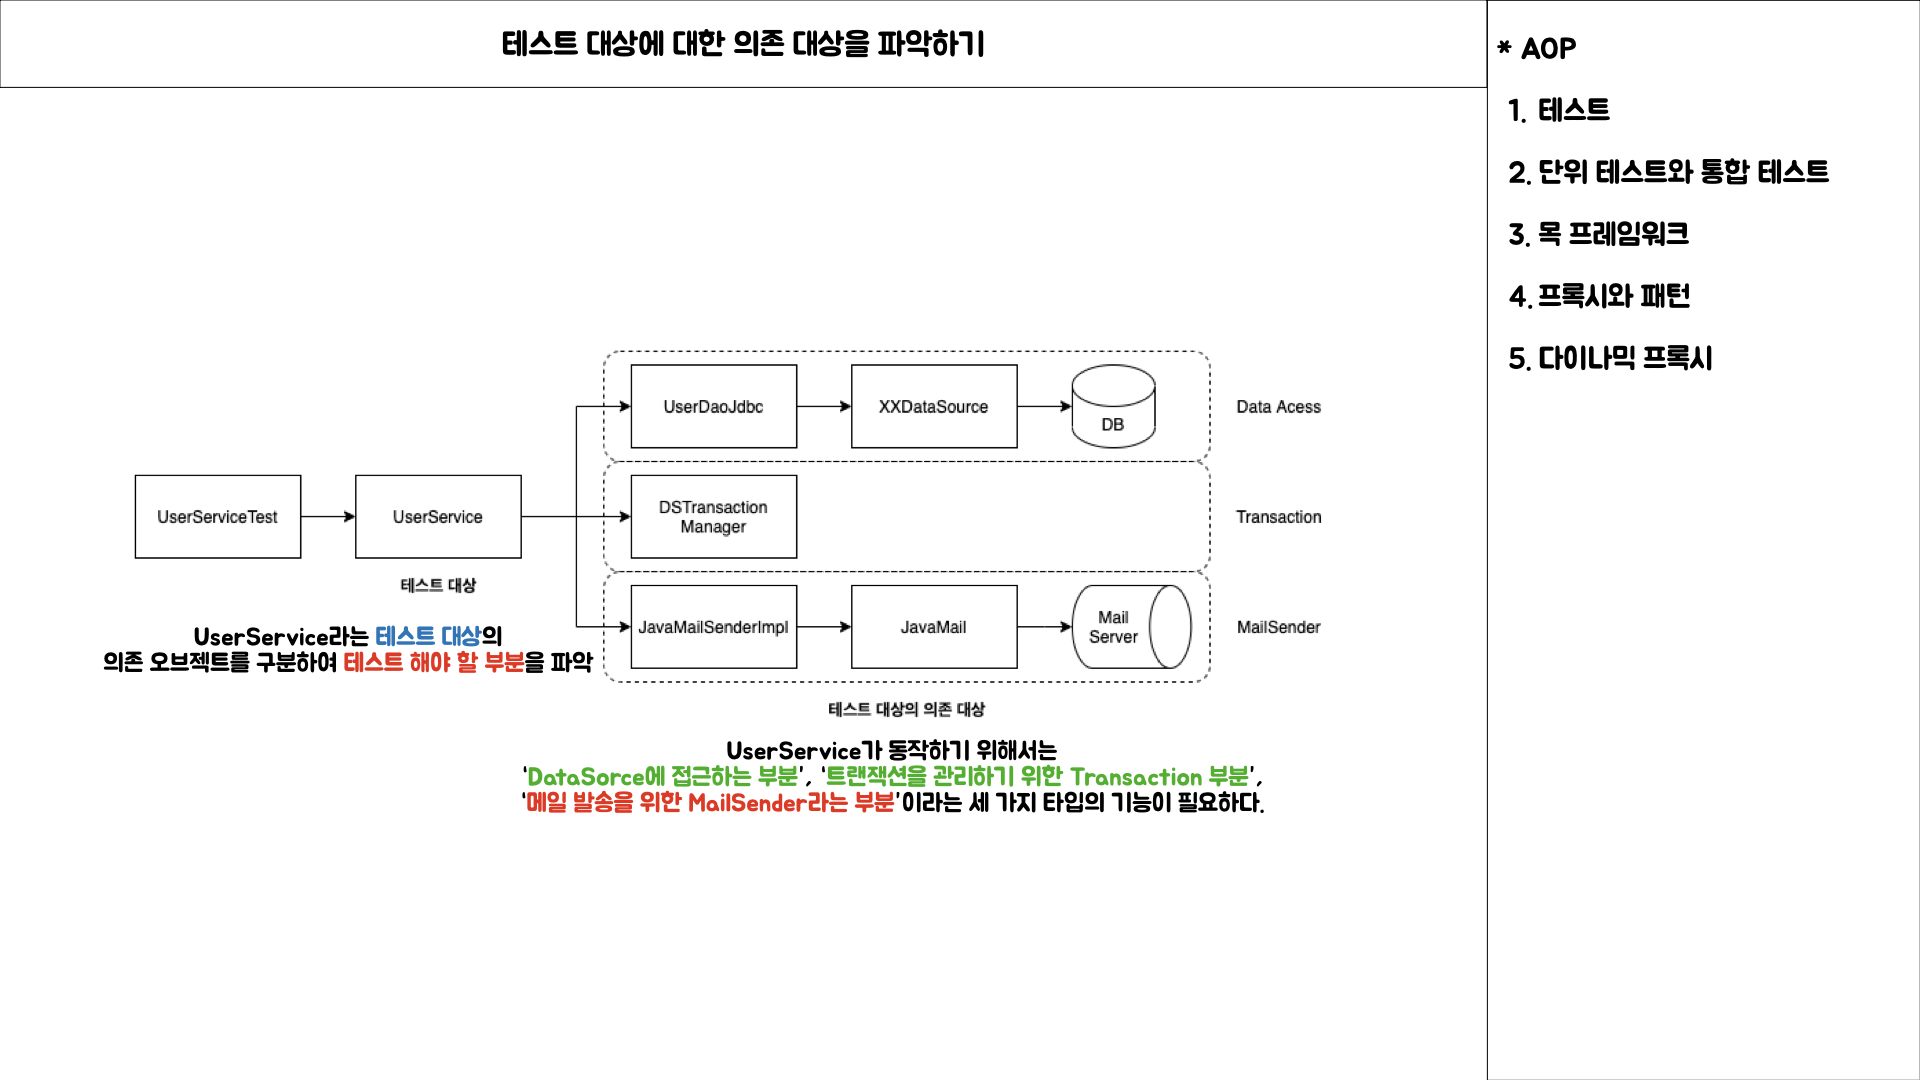 테스트 대상에 대한 의존 대상을 파악하기
* AOP
1. 테스트
2. 단위 테스트와 통합 테스트
3. 목 프레임워크
4. 프록시와 패턴
5. 다이나믹 프록시
UserDaoJdbc
XXDataSource
DB
Data Acess
UserServiceTest
UserService
DSTransaction
Manager
Transaction
테스트 대상
JavaMailSenderImpl
JavaMail
Mail
Server
MailSender
UserService라는 테스트 대상의
의존 오브젝트를 구분하여 테스트 해야 할 부분을 파악
테스트 대상의 의존 대상
UserService가 동작하기 위해서는
'DataSorce에 접근하는 부분', '트랜잭션을 관리하기 위한 Transaction 부분',
'메일 발송을 위한 MailSender라는 부분'이라는 세 가지 타입의 기능이 필요하다.